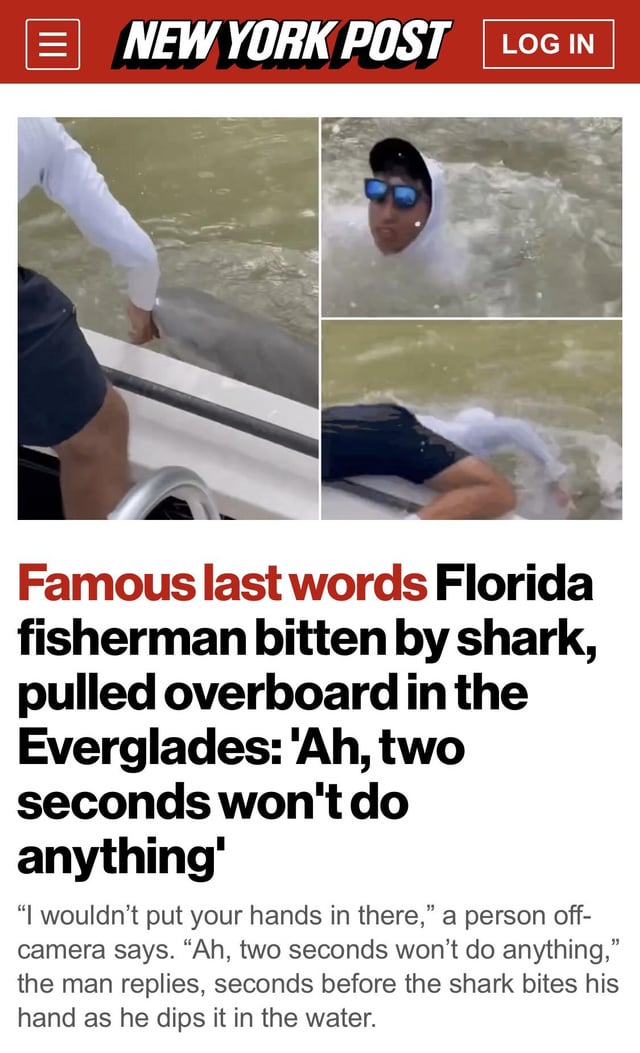 NEW YORK POST
LOG IN
Famous last words Florida
fisherman bitten by shark,
pulled overboard in the
Everglades: 'Ah, two
seconds won't do
anything'
“I wouldn’t put your hands in there,” a person off-
camera says. “Ah, two seconds won’t do anything,”
the man replies, seconds before the shark bites his
hand as he dips it in the water.